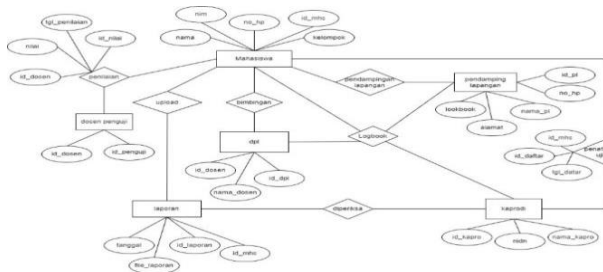 tgl_penilaian
nilai
id_nilai
id_dosen
penilaian
dosen penguji
id_dosen
id_penguji
nim
no_hp
id_mhs
nama
kelompok
Mahasiswa
upload
bimbingan
pendampingan
lapangan
pendamping
lapangan
id_pl
no_hp
nama_pl
alamat
lookbook
Logbook
dpl
id_dosen
nama_dosen
id_dpl
id_mhs
id_daftar
tgl_daftar
laporan
tanggal
file_laporan
id_laporan
id_mhs
diperiksa
kaprodi
id_kapro
nidn
nama_kapro